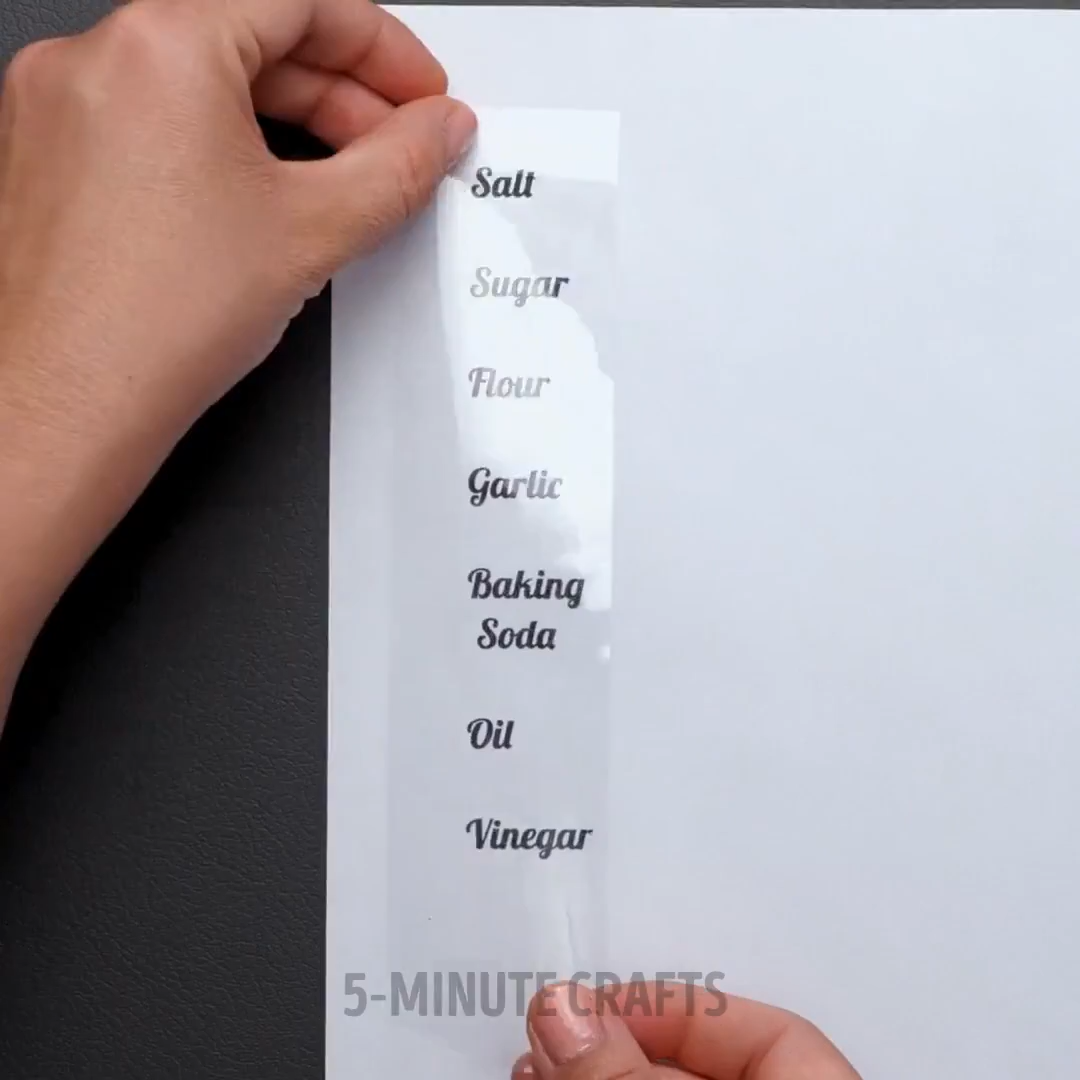 Salt
Sugar
Flour
Garlic
Baking
Soda
Oil
Vinegar
5-MINUTE CRAFTS